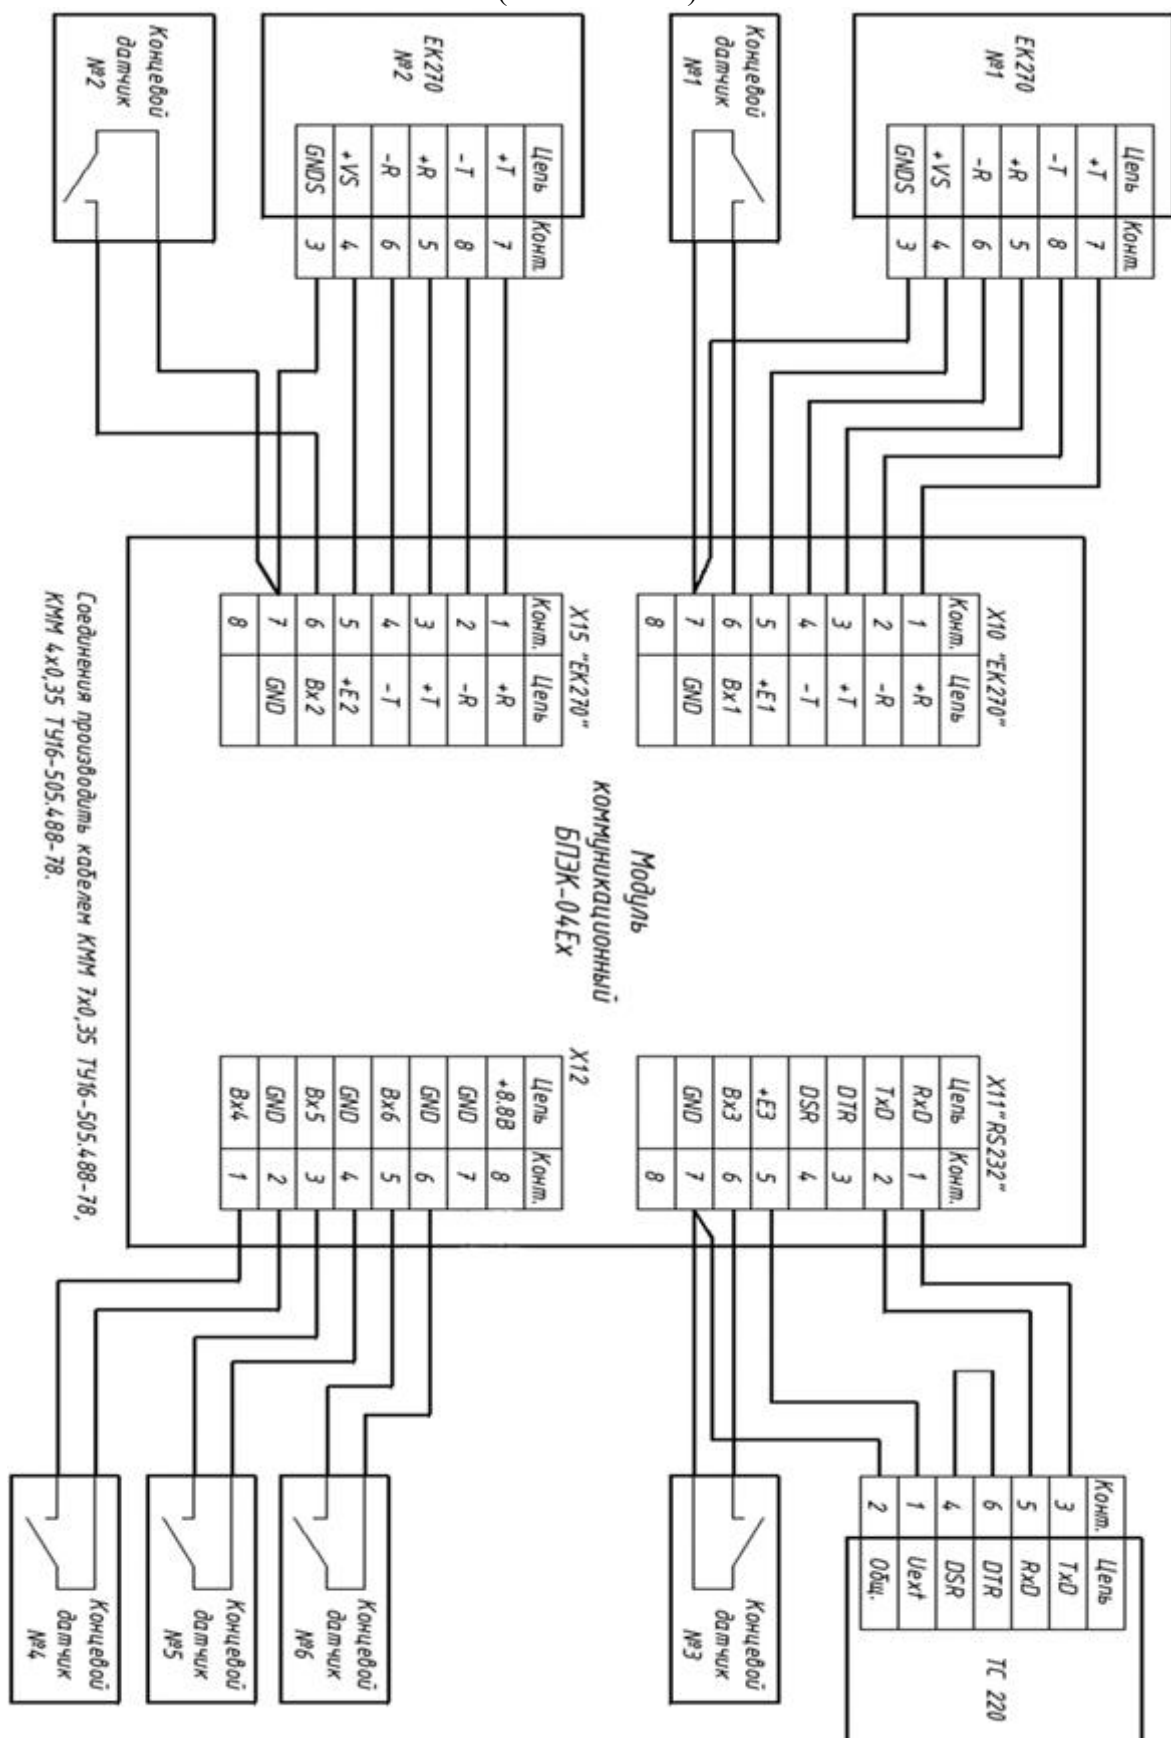 ЕК270
№1
Цепь Конт.
+T 7
-T 8
+R 5
-R 6
+VS 4
GNDS 3
Концевой
датчик
№1
ЕК270
№2
Цепь Конт.
+T 7
-T 8
+R 5
-R 6
+VS 4
GNDS 3
Концевой
датчик
№2
X10 "ЕК270"
Конт. Цепь
1 +R
2 -R
3 +T
4 -T
5 +E1
6 Вх1
7 GND
8
X15 "ЕК270"
Конт. Цепь
1 +R
2 -R
3 +T
4 -T
5 +E2
6 Вх2
7 GND
8
Модуль
коммуникационный
БПЭК-04Ех
X11 "RS232"
Цепь Конт.
RxD 1
TxD 2
DTR 3
DSR 4
+E3 5
Вх3 6
GND 7
8
X12
Цепь Конт.
+8.8В 8
GND 7
GND 6
Вх6 5
GND 4
Вх5 3
GND 2
Вх4 1
Конт. Цепь
3 TxD
5 RxD
6 DTR
4 DSR
1 Uext
2 Общ.
ТС 220
Концевой
датчик
№3
Концевой
датчик
№6
Концевой
датчик
№5
Концевой
датчик
№4
Соединения производить кабелем КММ 7х0,35 ТУ16-505.488-78,
КММ 4х0,35 ТУ16-505.488-78.